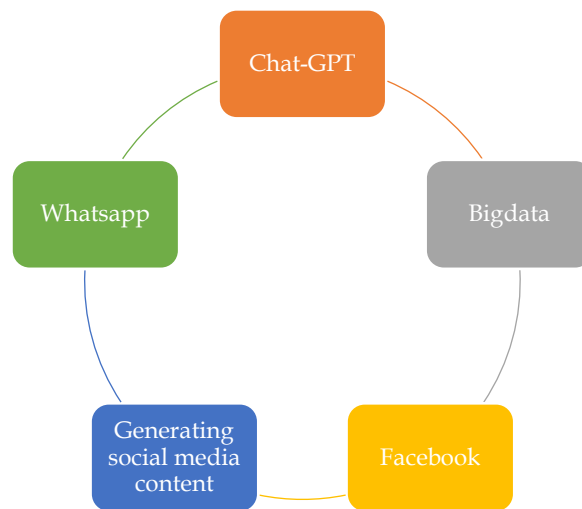 Chat-GPT
Whatsapp
Bigdata
Generating
social media
content
Facebook